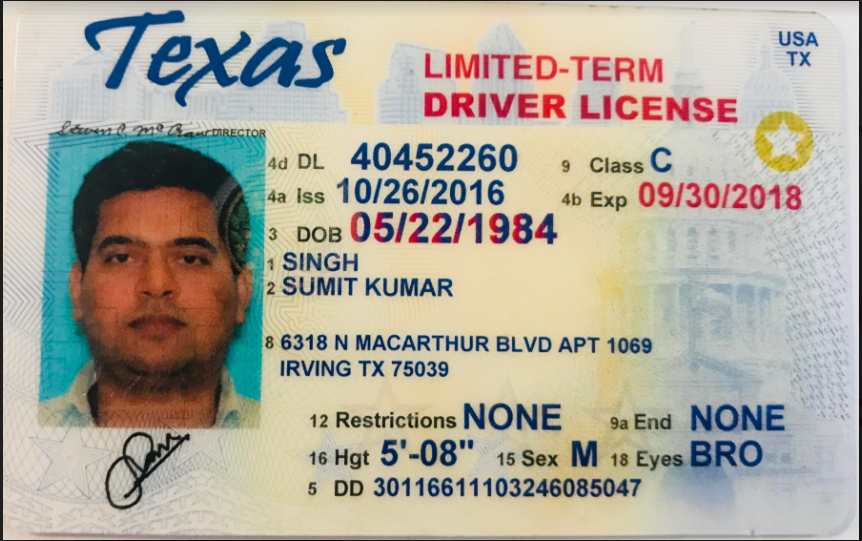 Texas
USA
TX
LIMITED-TERM
DRIVER LICENSE
DIRECTOR
4d DL 40452260 9 Class C
4a Iss 10/26/2016 4b Exp 09/30/2018
3 DOB 05/22/1984
1 SINGH
2 SUMIT KUMAR
8 6318 N MACARTHUR BLVD APT 1069
IRVING TX 75039
12 Restrictions NONE 9a End NONE
16 Hgt 5'-08" 15 Sex M 18 Eyes BRO
5 DD 30116611103246085047